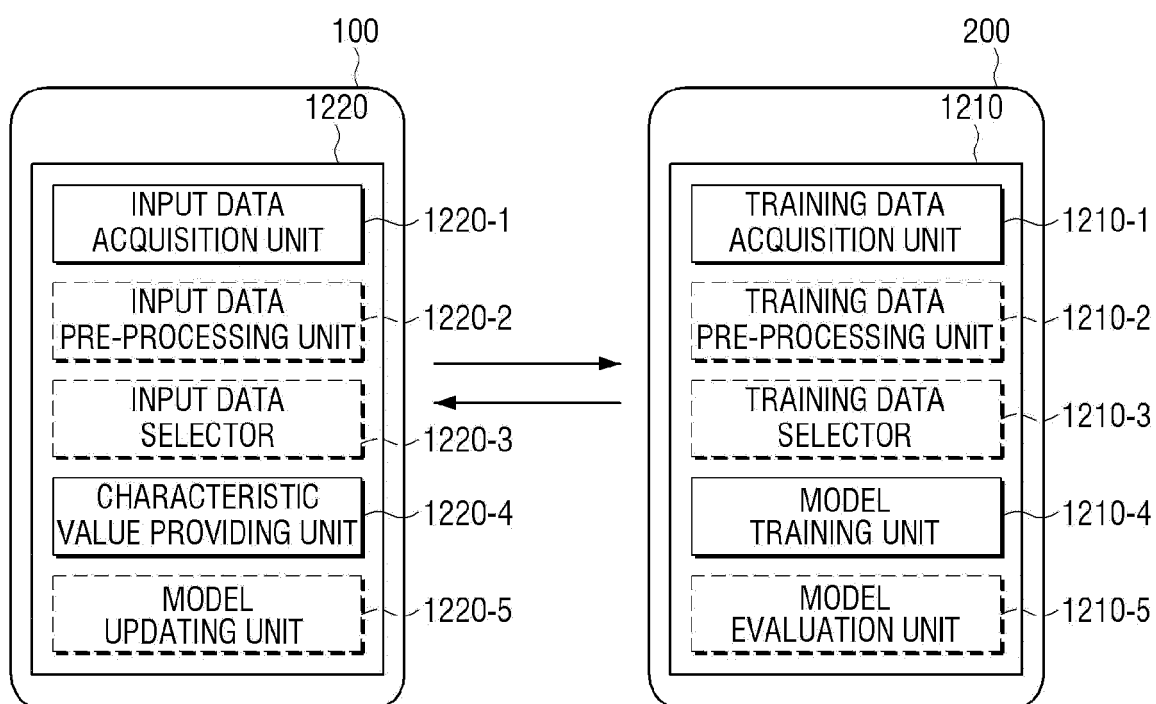 100
1220
INPUT DATA
ACQUISITION UNIT
1220-1
INPUT DATA
PRE-PROCESSING UNIT
1220-2
INPUT DATA
SELECTOR
1220-3
CHARACTERISTIC
VALUE PROVIDING UNIT
1220-4
MODEL
UPDATING UNIT
1220-5
200
1210
TRAINING DATA
ACQUISITION UNIT
1210-1
TRAINING DATA
PRE-PROCESSING UNIT
1210-2
TRAINING DATA
SELECTOR
1210-3
MODEL
TRAINING UNIT
1210-4
MODEL
EVALUATION UNIT
1210-5